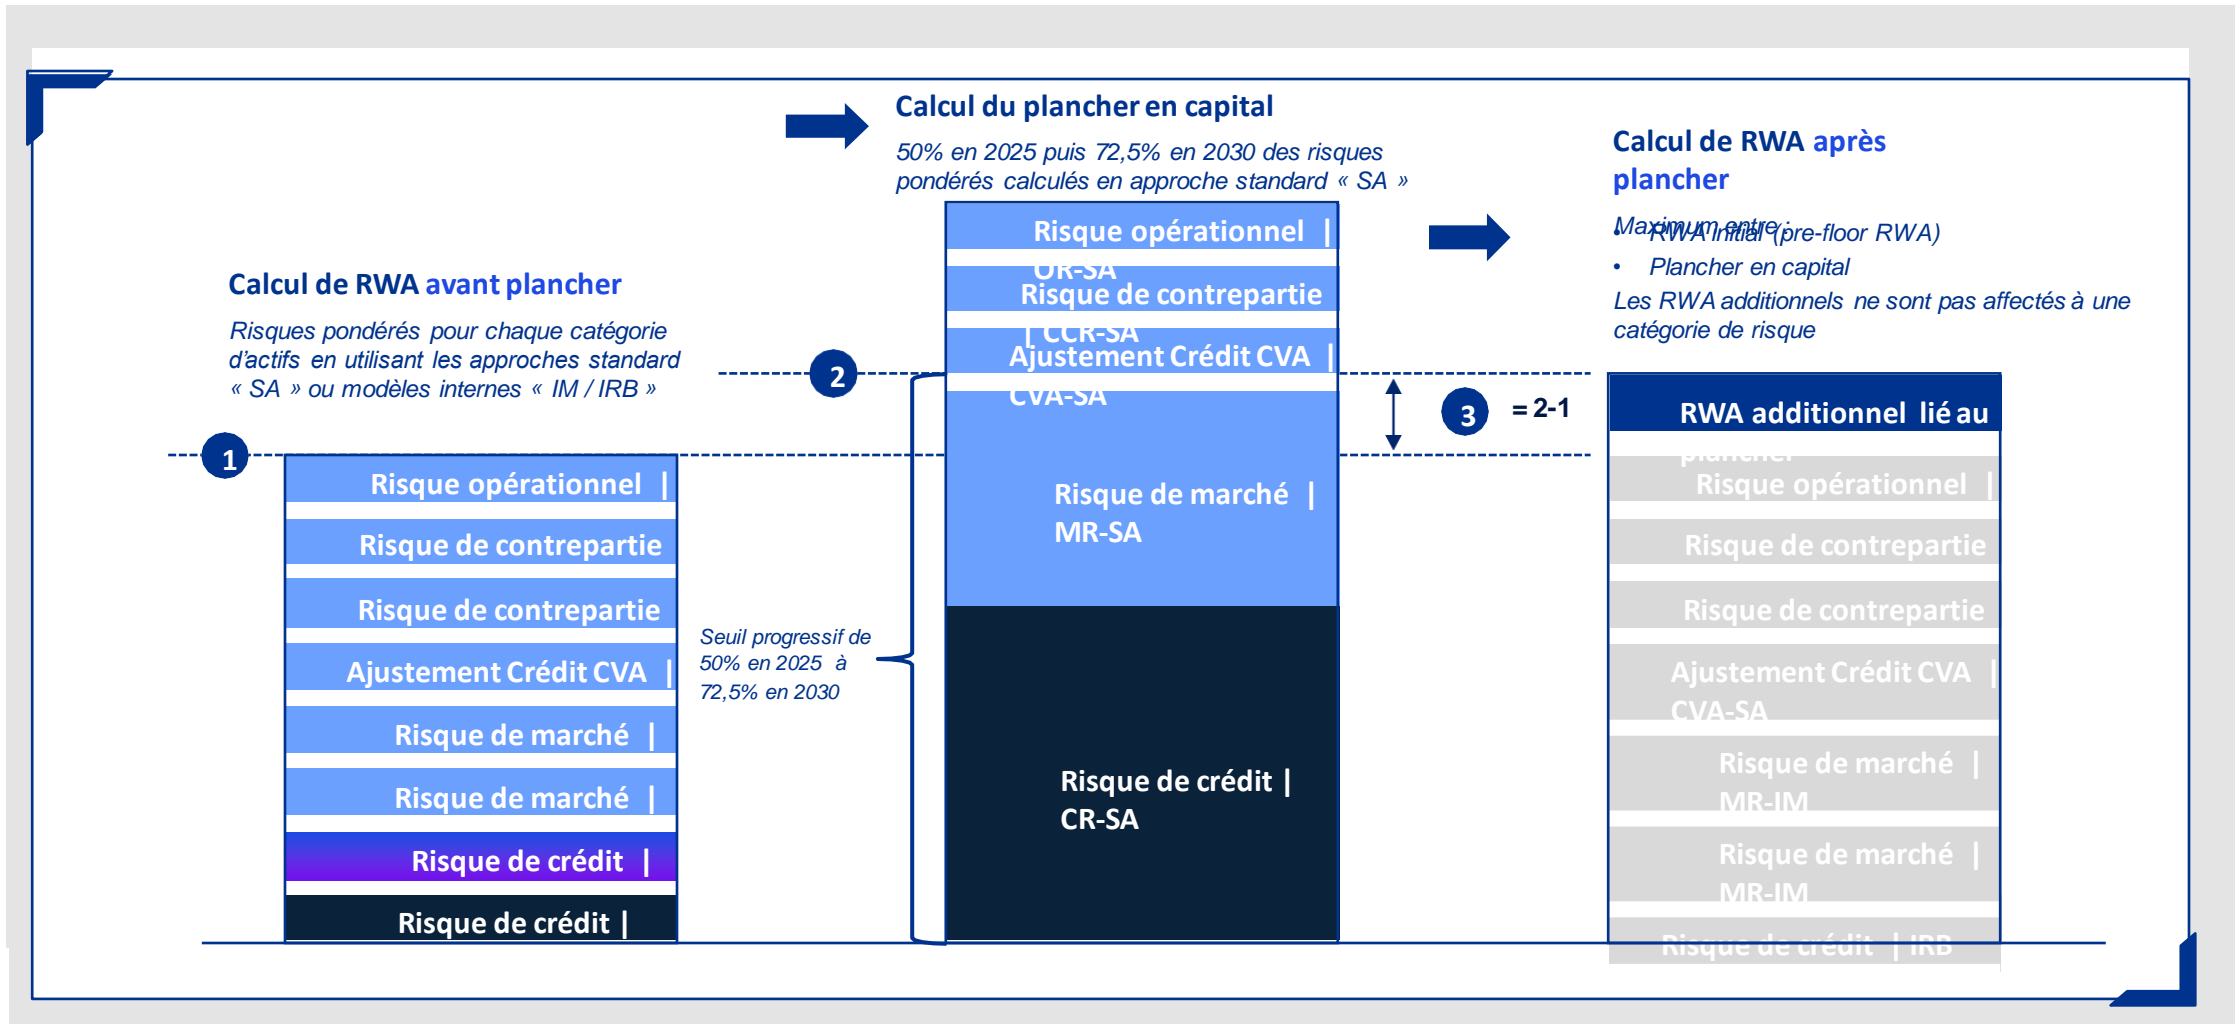 Calcul de RWA avant plancher
Risques pondérés pour chaque catégorie
d'actifs en utilisant les approches standard
« SA » ou modèles internes « IM / IRB »
1
Risque opérationnel |
Risque de contrepartie
Risque de contrepartie
Ajustement Crédit CVA |
Risque de marché |
Risque de marché |
Risque de crédit |
Risque de crédit |
Calcul du plancher en capital
50% en 2025 puis 72,5% en 2030 des risques
pondérés calculés en approche standard « SA »
2
Seuil progressif de
50% en 2025 à
72,5% en 2030
Risque opérationnel |
OR-SA
Risque de contrepartie
| CCR-SA
Ajustement Crédit CVA |
CVA-SA
Risque de marché |
MR-SA
Risque de crédit |
CR-SA
3 = 2-1
Calcul de RWA après
plancher
Maximum entre :
• RWA initial (pre-floor RWA)
• Plancher en capital
Les RWA additionnels ne sont pas affectés à une
catégorie de risque
RWA additionnel lié au
plancher
Risque opérationnel |
Risque de contrepartie
Risque de contrepartie
Ajustement Crédit CVA |
CVA-SA
Risque de marché |
MR-IM
Risque de marché |
MR-IM
Risque de crédit | IRB